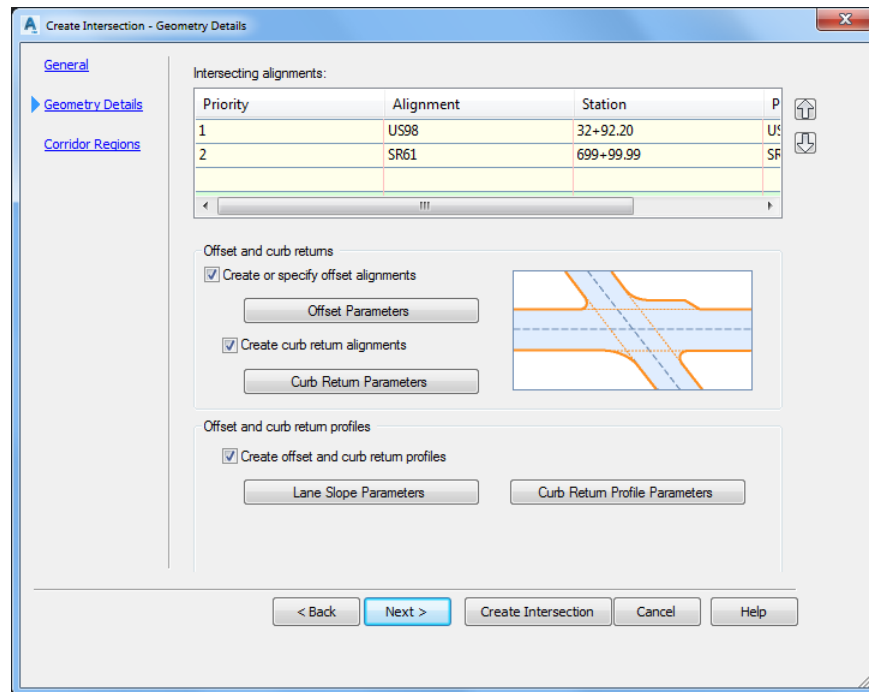 Create Intersection - Geometry Details
General
Geometry Details
Corridor Regions
Intersecting alignments:
Priority Alignment Station P
1 US98 32+92.20 US
2 SR61 699+99.99 SR
Offset and curb returns
Create or specify offset alignments
Offset Parameters
Create curb return alignments
Curb Return Parameters
Offset and curb return profiles
Create offset and curb return profiles
Lane Slope Parameters Curb Return Profile Parameters
< Back Next > Create Intersection Cancel Help